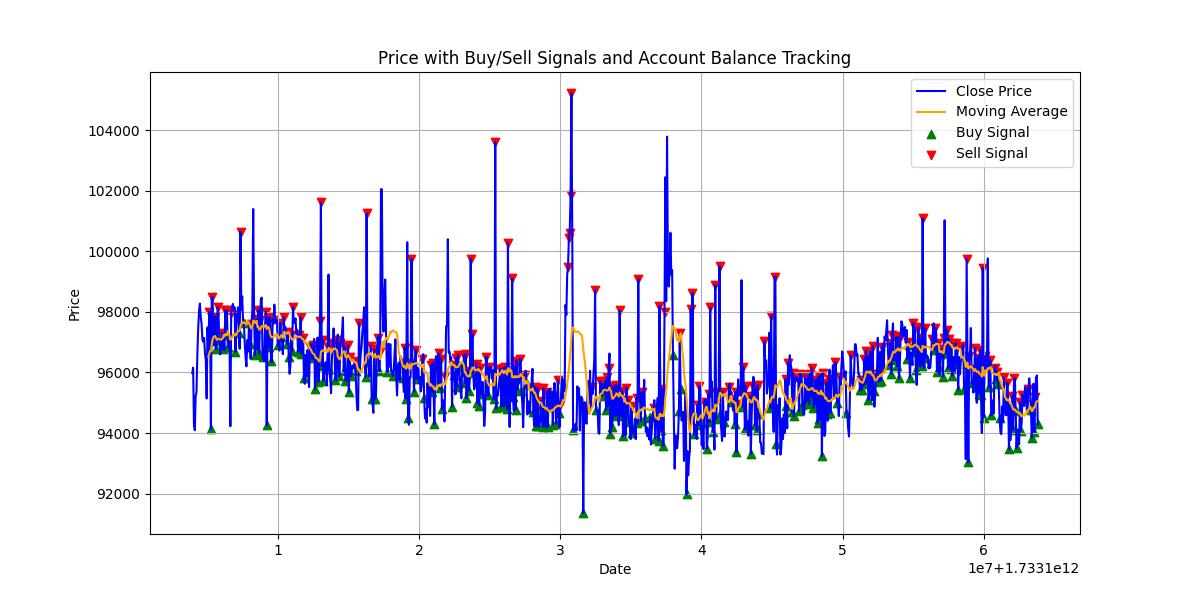 Price with Buy/Sell Signals and Account Balance Tracking
Close Price
Moving Average
Buy Signal
Sell Signal
Price
104000
102000
100000
98000
96000
94000
92000
1 2 3 4 5 6
Date
1e7+1.7331e12